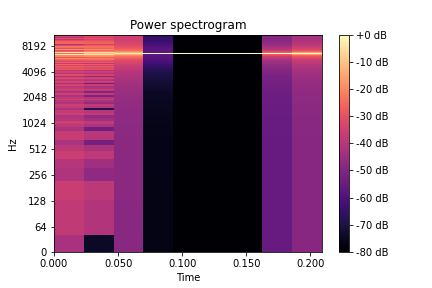 Power spectrogram
8192
4096
2048
1024
512
256
128
64
0
Hz
0.000 0.050 0.100 0.150 0.200
Time
+0 dB
-10 dB
-20 dB
-30 dB
-40 dB
-50 dB
-60 dB
-70 dB
-80 dB